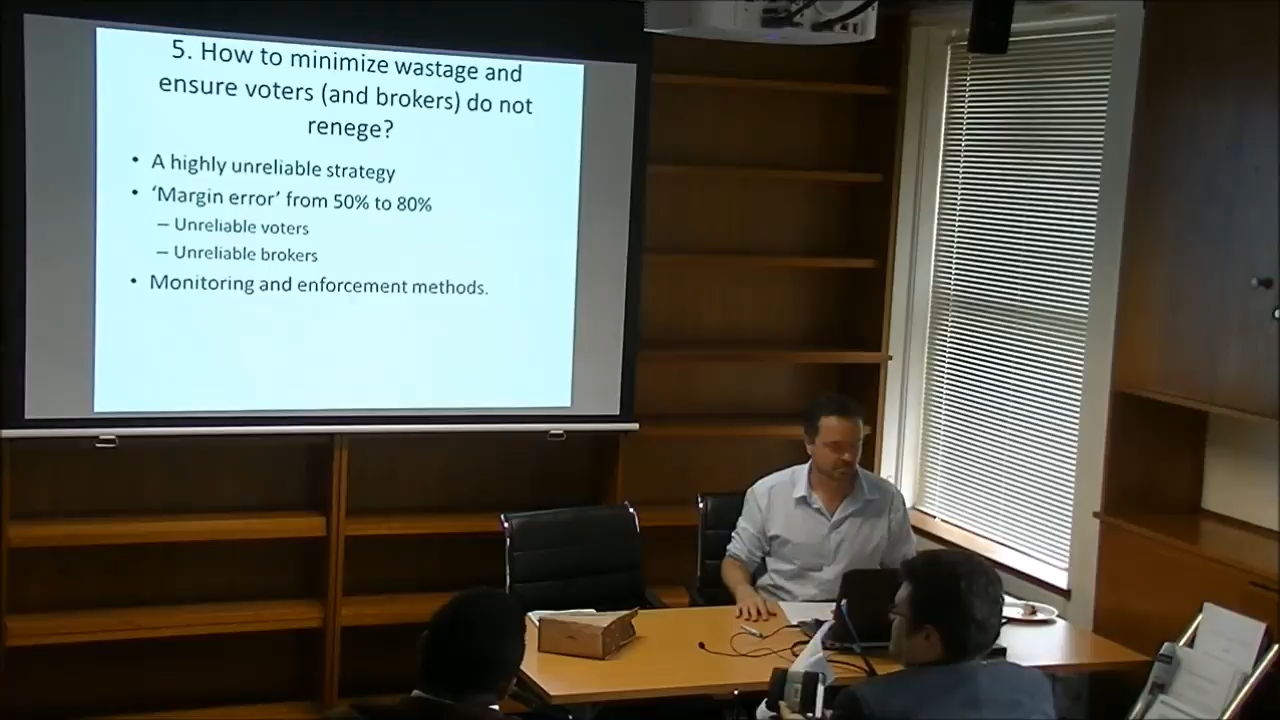 5. How to minimize wastage and
ensure voters (and brokers) do not
renege?
• A highly unreliable strategy
• ‘Margin error’ from 50% to 80%
– Unreliable voters
– Unreliable brokers
• Monitoring and enforcement methods.